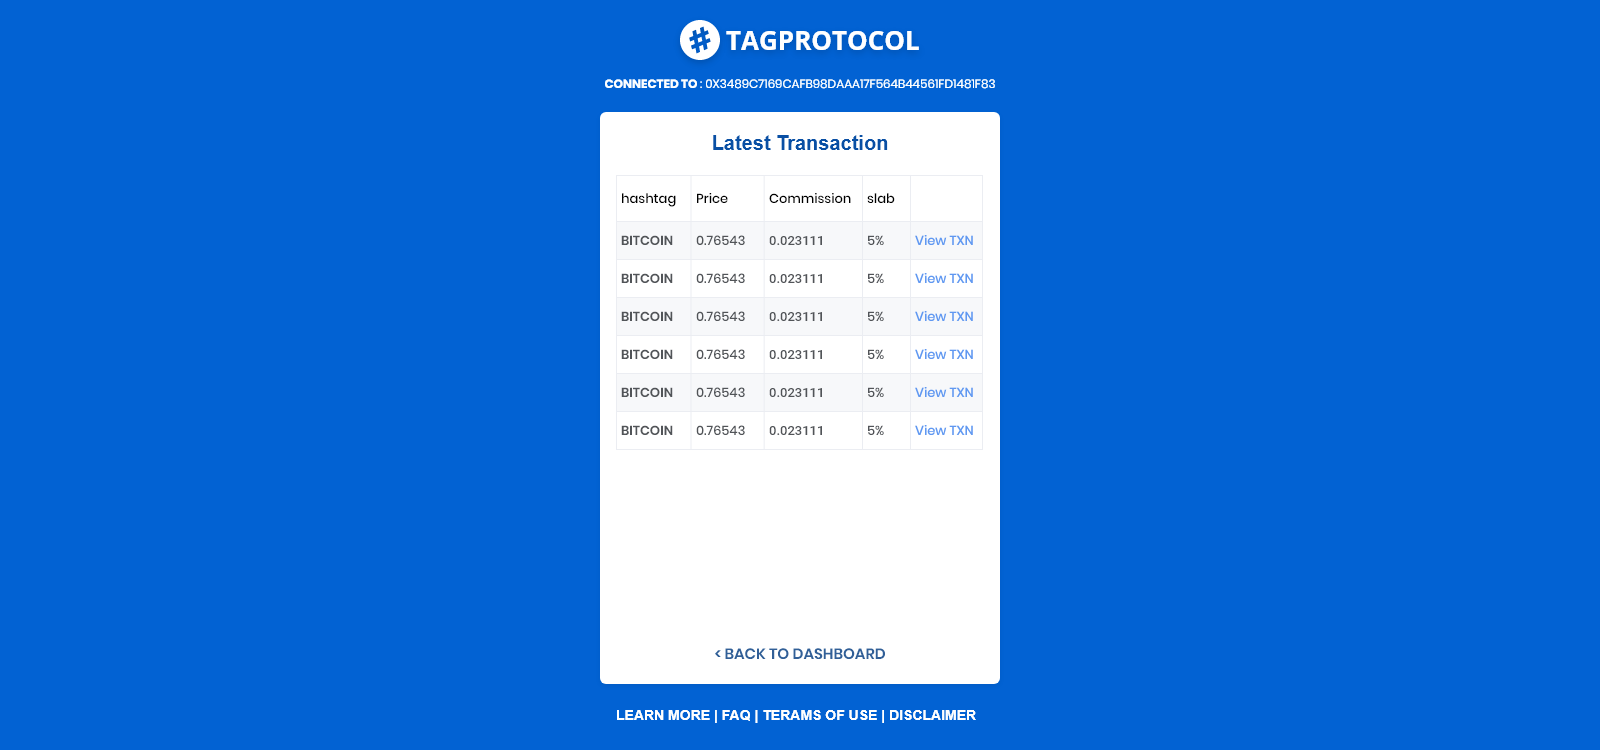 # TAGPROTOCOL
CONNECTED TO : 0X3489C7169CAFB98DAAA17F564B44561FD1481F83
Latest Transaction
hashtag Price Commission slab
BITCOIN 0.76543 0.023111 5% View TXN
BITCOIN 0.76543 0.023111 5% View TXN
BITCOIN 0.76543 0.023111 5% View TXN
BITCOIN 0.76543 0.023111 5% View TXN
BITCOIN 0.76543 0.023111 5% View TXN
BITCOIN 0.76543 0.023111 5% View TXN
< BACK TO DASHBOARD
LEARN MORE | FAQ | TERAMS OF USE | DISCLAIMER